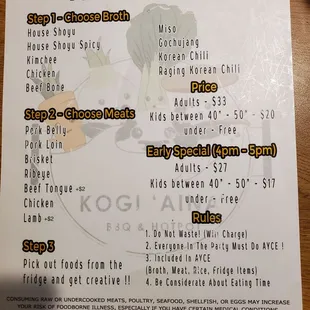 Step 1 - Choose Broth
House Shoyu
House Shoyu Spicy
Kimchee
Chicken
Beef Bone
Miso
Gochujang
Korean Chili
Raging Korean Chili
Step 2 - Choose Meats
Pork Belly
Pork Loin
Brisket
Ribeye
Beef Tongue +$2
Chicken
Lamb +$2
Step 3
Pick out foods from the
fridge and get creative !!
Price
Adults - $33
Kids between 40" - 50" - $20
under - Free
Early Special (4pm - 5pm)
Adults - $27
Kids between 40" - 50" - $17
under - Free
Rules
1. Do Not Waste! (Will Charge)
2. Everyone In The Party Must Do AYCE !
3. Included In AYCE
(Broth, Meat, Rice, Fridge Items)
4. Be Considerate About Eating Time
KOGI 'AINA
BBQ & HOTPOT
CONSUMING RAW OR UNDERCOOKED MEATS, POULTRY, SEAFOOD, SHELLFISH, OR EGGS MAY INCREASE
YOUR RISK OF FOODBORNE ILLNESS, ESPECIALLY IF YOU HAVE CERTAIN MEDICAL CONDITIONS